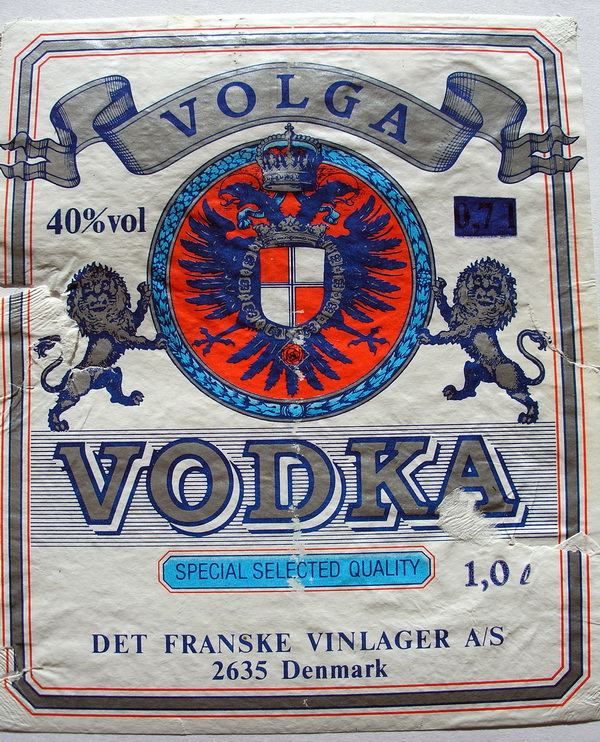 VOLGA
40%vol
0,7 l
VODKA
SPECIAL SELECTED QUALITY
1,0 l
DET FRANSKE VINLAGER A/S
2635 Denmark